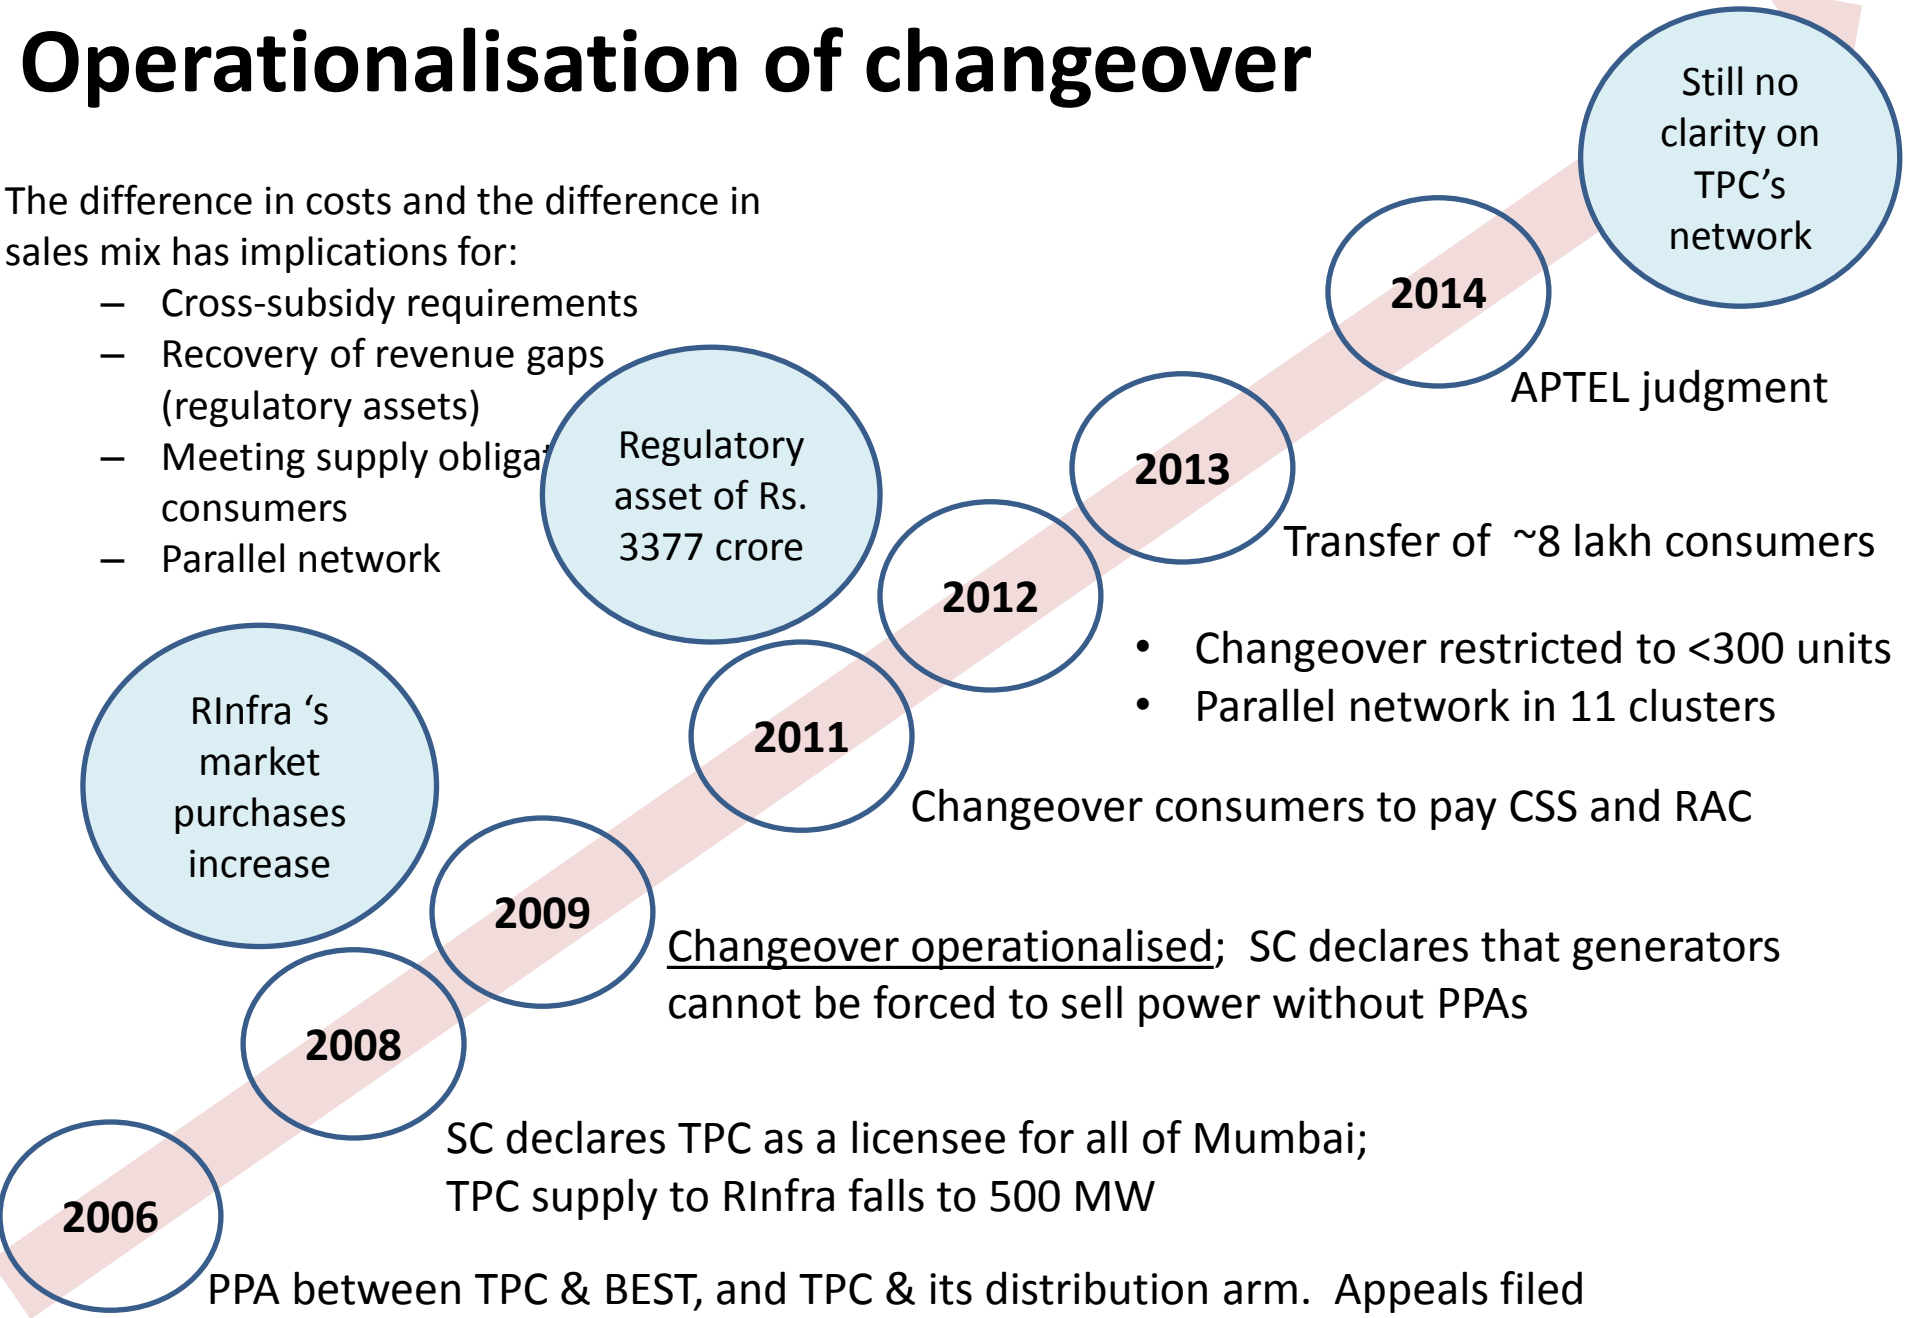 Operationalisation of changeover
The difference in costs and the difference in
sales mix has implications for:
– Cross-subsidy requirements
– Recovery of revenue gaps
(regulatory assets)
– Meeting supply
consumers
– Parallel network
Still no
clarity on
TPC's
network
2014
APTEL judgment
2013
Transfer of ~8 lakh consumers
Regulatory
asset of Rs.
3377 crore
2012
• Changeover restricted to <300 units
• Parallel network in 11 clusters
2011
Changeover consumers to pay CSS and RAC
RInfra 's
market
purchases
increase
2009
Changeover operationalised; SC declares that generators
cannot be forced to sell power without PPAs
2008
SC declares TPC as a licensee for all of Mumbai;
TPC supply to RInfra falls to 500 MW
2006
PPA between TPC & BEST, and TPC & its distribution arm. Appeals filed